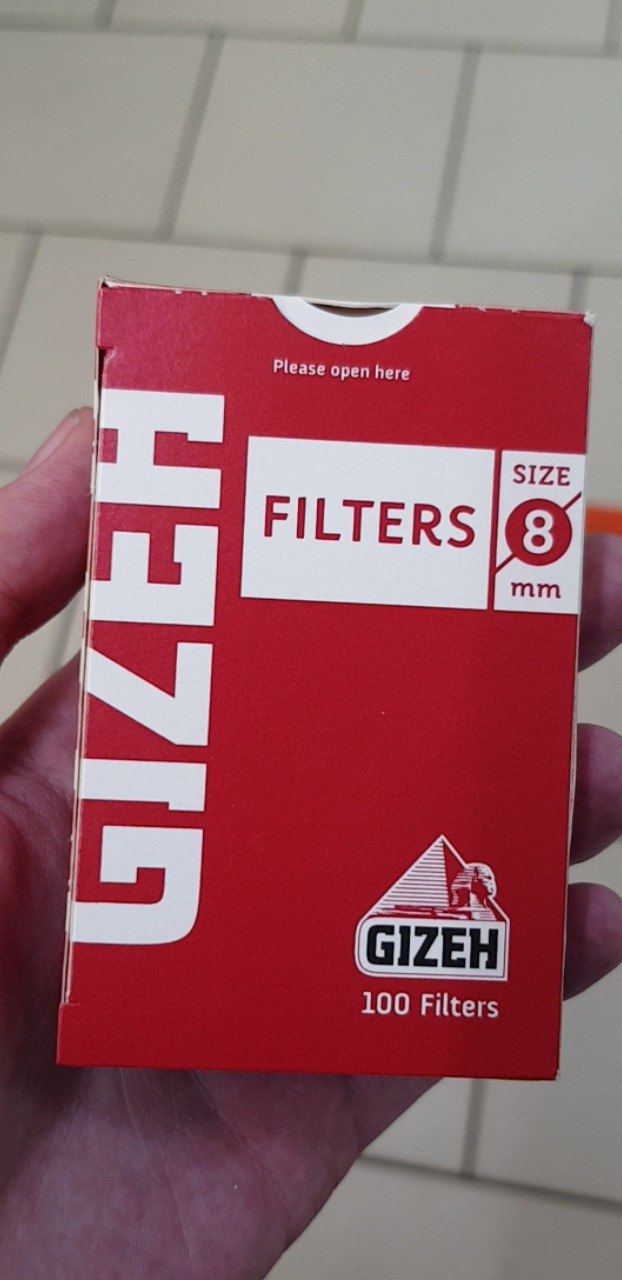 Please open here
GIZEH
FILTERS
SIZE
8
mm
GIZEH
100 Filters